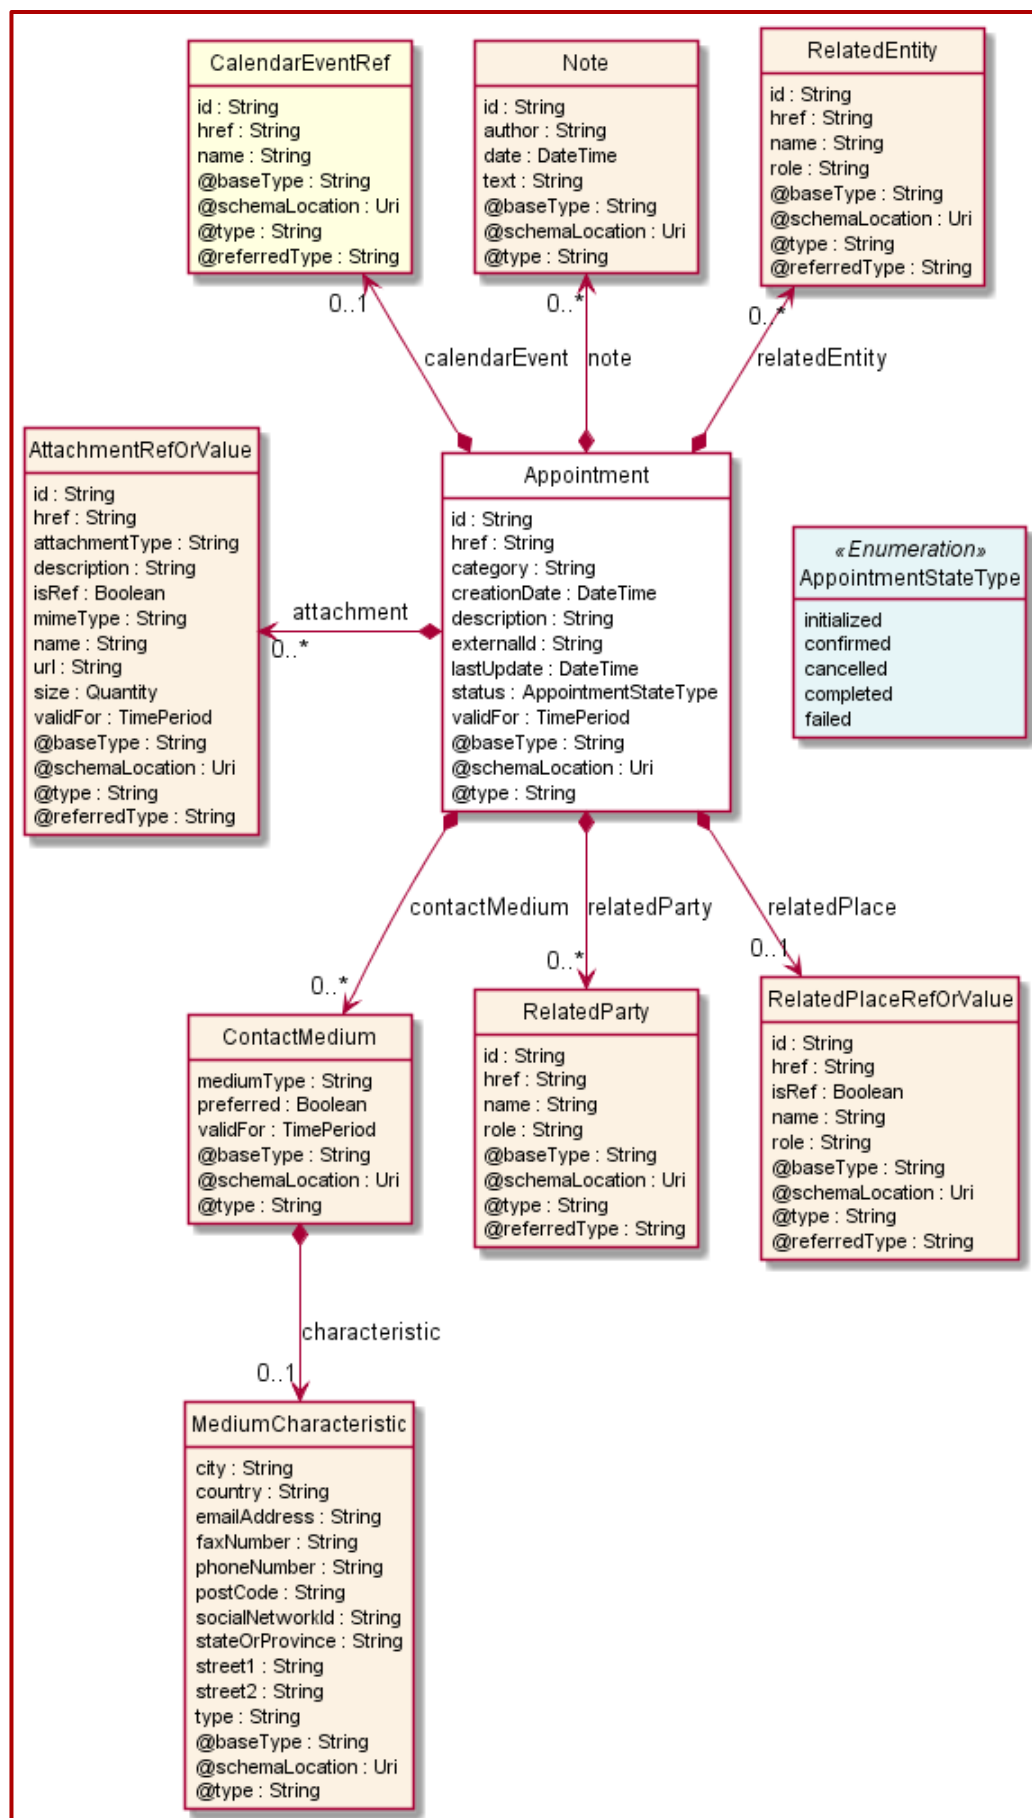 CalendarEventRef
id : String
href : String
name : String
@baseType : String
@schemaLocation : Uri
@type : String
@referredType : String
Note
id : String
author : String
date : DateTime
text : String
@baseType : String
@schemaLocation : Uri
@type : String
RelatedEntity
id : String
href : String
name : String
role : String
@baseType : String
@schemaLocation : Uri
@type : String
@referredType : String
0..1
0..*
0..*
calendarEvent
note
relatedEntity
AttachmentRefOrValue
id : String
href : String
attachmentType : String
description : String
isRef : Boolean
mimeType : String
name : String
url : String
size : Quantity
validFor : TimePeriod
@baseType : String
@schemaLocation : Uri
@type : String
@referredType : String
attachment
0..*
Appointment
id : String
href : String
category : String
creationDate : DateTime
description : String
externalId : String
lastUpdate : DateTime
status : AppointmentStateType
validFor : TimePeriod
@baseType : String
@schemaLocation : Uri
@type : String
«Enumeration»
AppointmentStateType
initialized
confirmed
cancelled
completed
failed
contactMedium
relatedParty
relatedPlace
0..*
0..*
0..1
ContactMedium
mediumType : String
preferred : Boolean
validFor : TimePeriod
@baseType : String
@schemaLocation : Uri
@type : String
RelatedParty
id : String
href : String
name : String
role : String
@baseType : String
@schemaLocation : Uri
@type : String
@referredType : String
RelatedPlaceRefOrValue
id : String
href : String
isRef : Boolean
name : String
role : String
@baseType : String
@schemaLocation : Uri
@type : String
@referredType : String
characteristic
0..1
MediumCharacteristic
city : String
country : String
emailAddress : String
faxNumber : String
phoneNumber : String
postCode : String
socialNetworkId : String
stateOrProvince : String
street1 : String
street2 : String
type : String
@baseType : String
@schemaLocation : Uri
@type : String